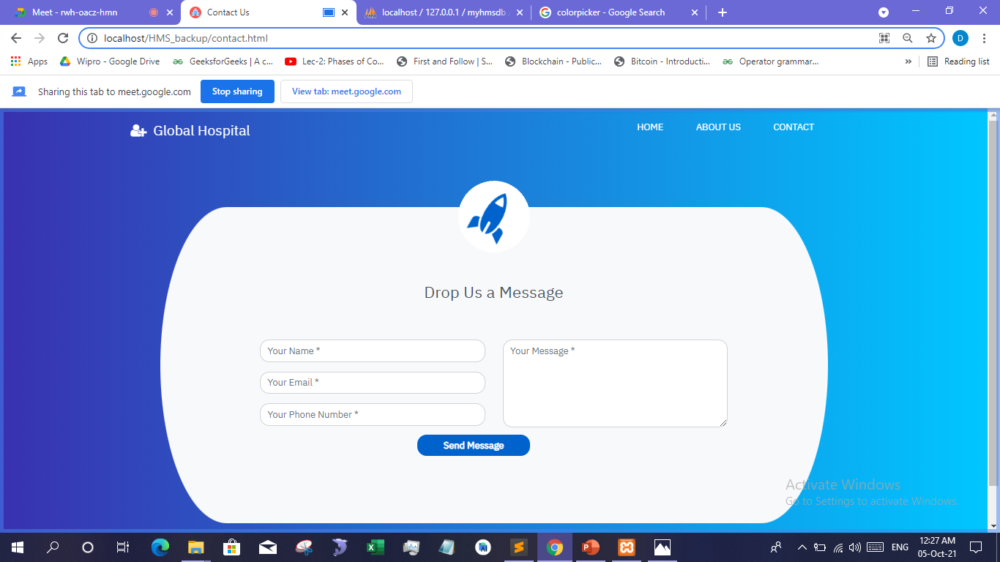 Meet - rwh-oacz-hmn
Contact Us
localhost / 127.0.0.1 / myhmsdb
colorpicker - Google Search
localhost/HMS_backup/contact.html
D
Apps
Wipro - Google Drive
GeeksforGeeks | A c...
Lec-2: Phases of Co...
First and Follow | S...
Blockchain - Public...
Bitcoin - Introducti...
Operator grammar...
»
Reading list
Sharing this tab to meet.google.com
Stop sharing
View tab: meet.google.com
Global Hospital
HOME
ABOUT US
CONTACT
Drop Us a Message
Your Name *
Your Message *
Your Email *
Your Phone Number *
Send Message
Activate Windows
Go to Settings to activate Windows.
ENG
12:27 AM
05-Oct-21